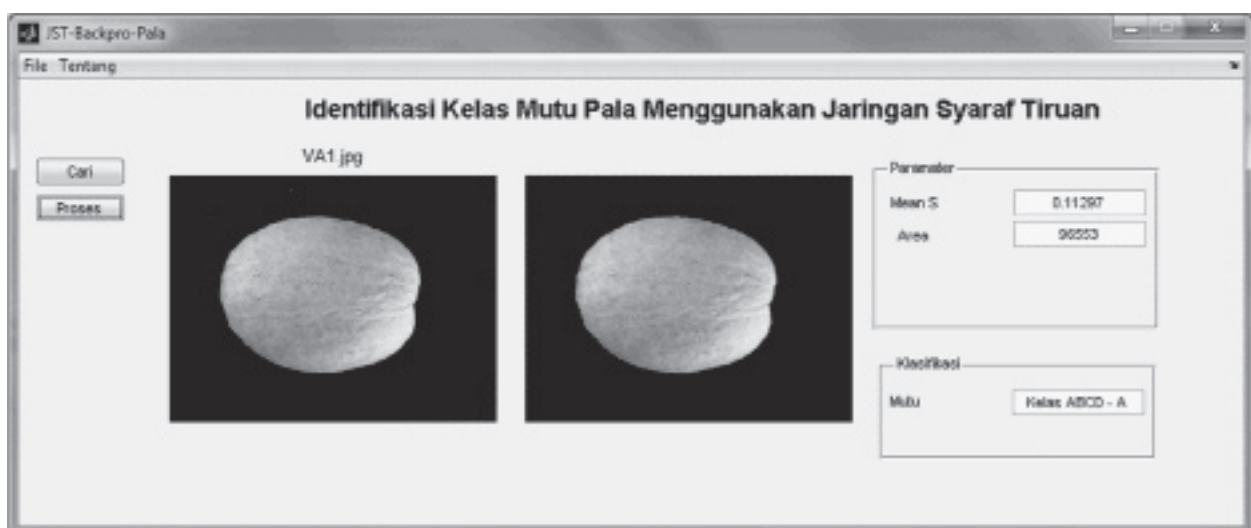 JST-Backpro-Pala
File Tentang
Identifikasi Kelas Mutu Pala Menggunakan Jaringan Syaraf Tiruan
Cari
Proses
VA1.jpg
Parameter
Mean S 0.11297
Area 96553
Klasifikasi
Mutu Kelas ABCD - A